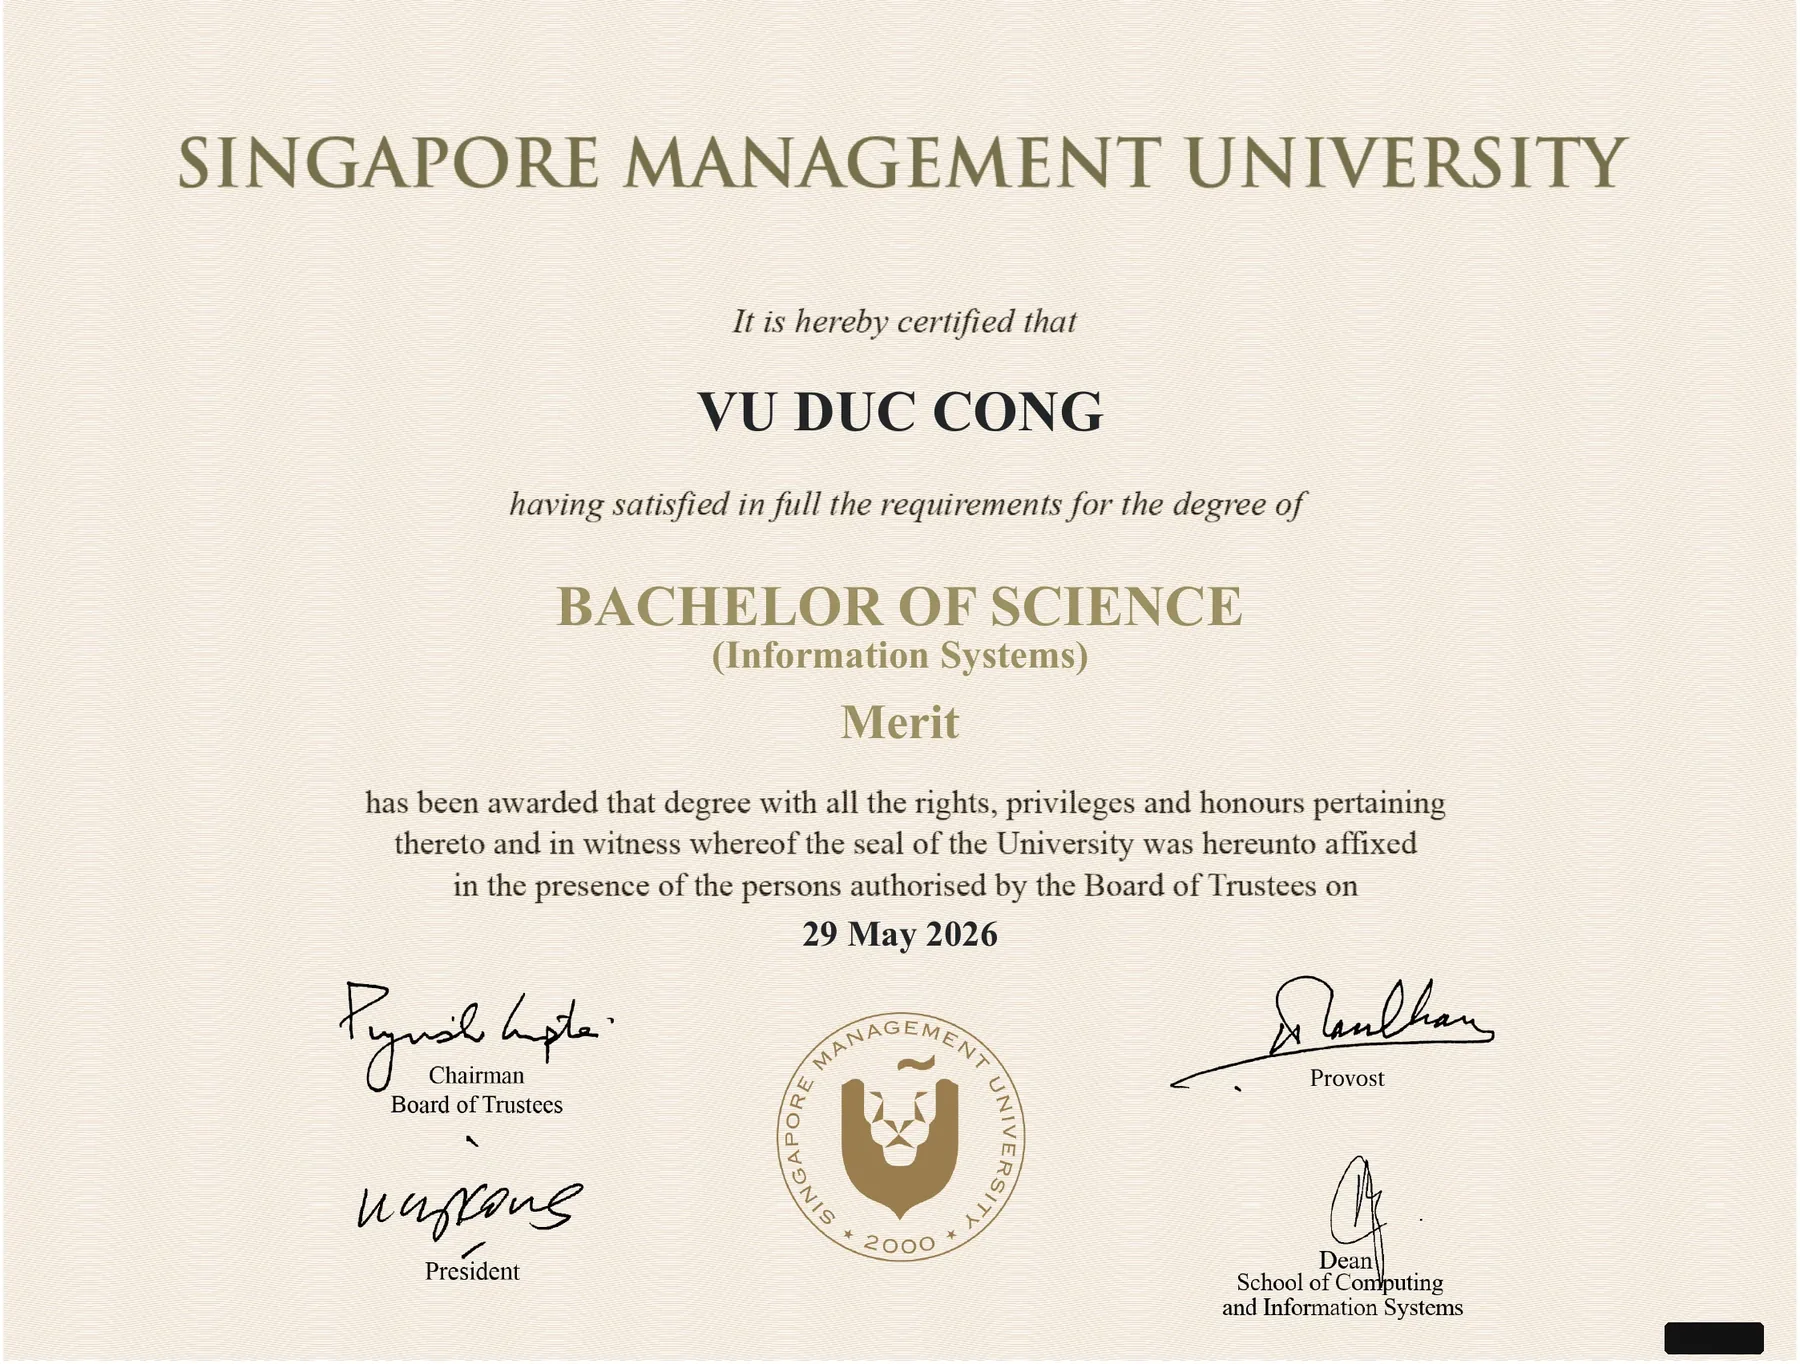 SINGAPORE MANAGEMENT UNIVERSITY
It is hereby certified that
VU DUC CONG
having satisfied in full the requirements for the degree of
BACHELOR OF SCIENCE
(Information Systems)
Merit
has been awarded that degree with all the rights, privileges and honours pertaining
thereto and in witness whereof the seal of the University was hereunto affixed
in the presence of the persons authorised by the Board of Trustees on
29 May 2026
Piyush Gupta
Chairman
Board of Trustees
Provost
SINGAPORE MANAGEMENT UNIVERSITY
★ 2000 ★
President
Dean
School of Computing
and Information Systems